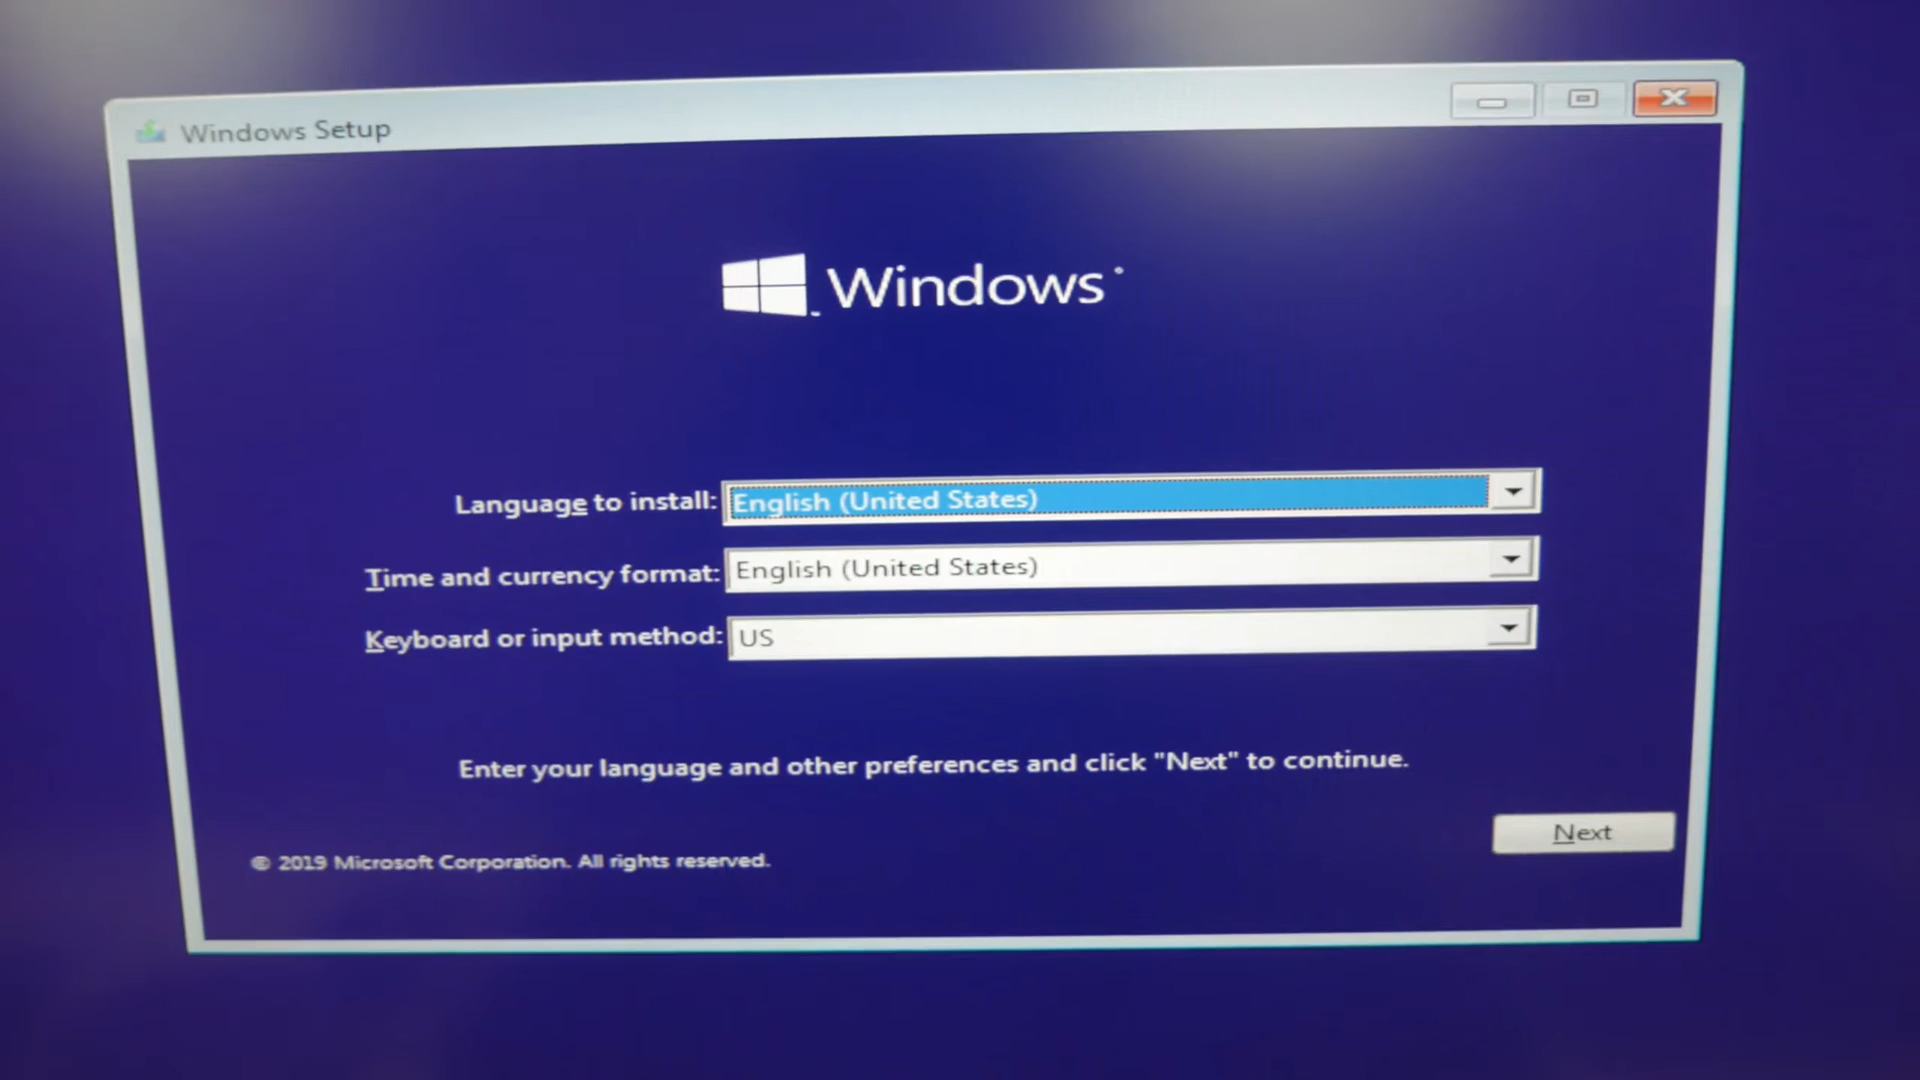 Windows Setup
Windows
Language to install: English (United States)
Time and currency format: English (United States)
Keyboard or input method: US
Enter your language and other preferences and click "Next" to continue.
Next
© 2019 Microsoft Corporation. All rights reserved.